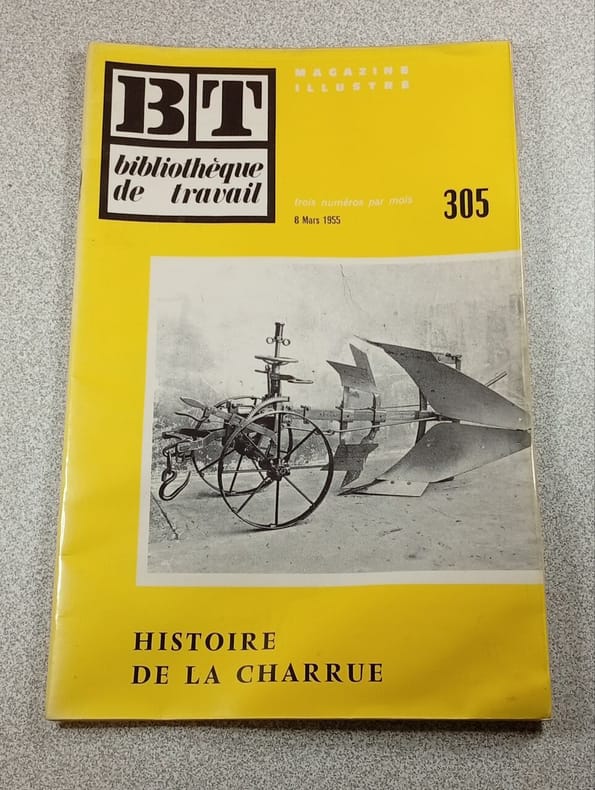 BT
bibliothèque
de travail
MAGAZINE
ILLUSTRÉ
trois numéros par mois
8 Mars 1955
305
HISTOIRE
DE LA CHARRUE